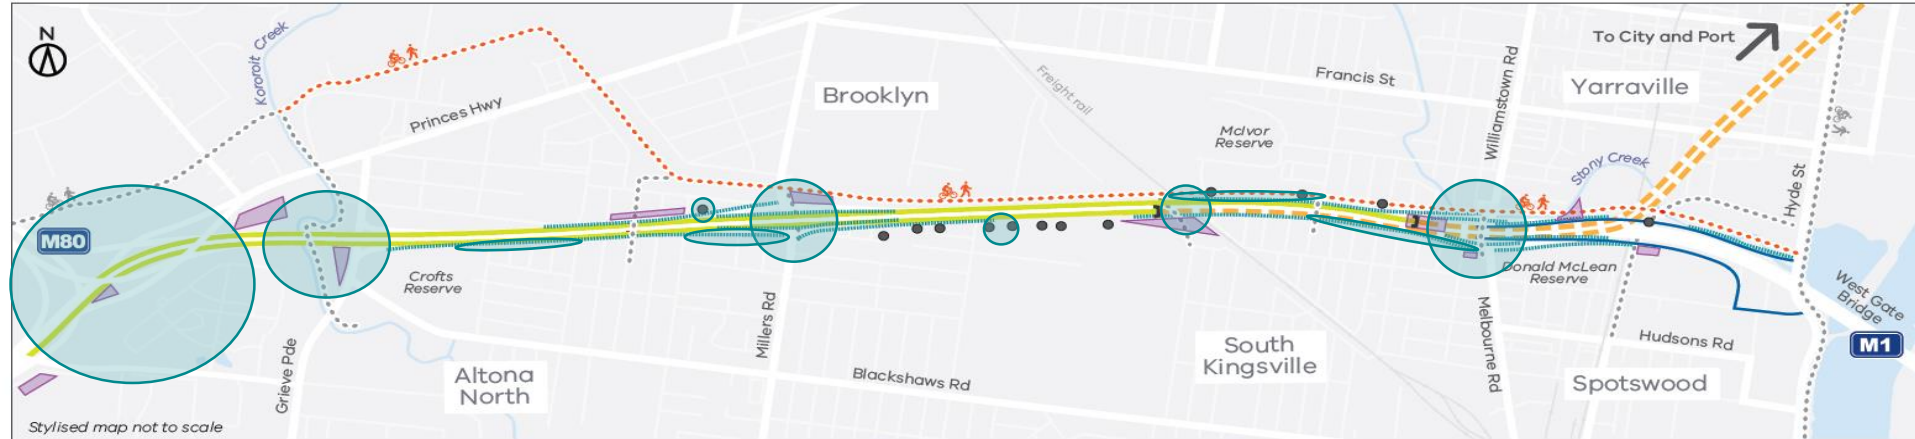 N
Kororoit Creek
Princes Hwy
Brooklyn
Freight rail
McIvor
Reserve
Francis St
Williamstown Rd
To City and Port
Yarraville
Stony Creek
Hyde St
M80
Crofts
Reserve
Donald McLean
Reserve
West Gate
Bridge
Grieve Pde
Altona
North
Millers Rd
Blackshaws Rd
South
Kingsville
Melbourne Rd
Hudsons Rd
Spotswood
M1
Stylised map not to scale